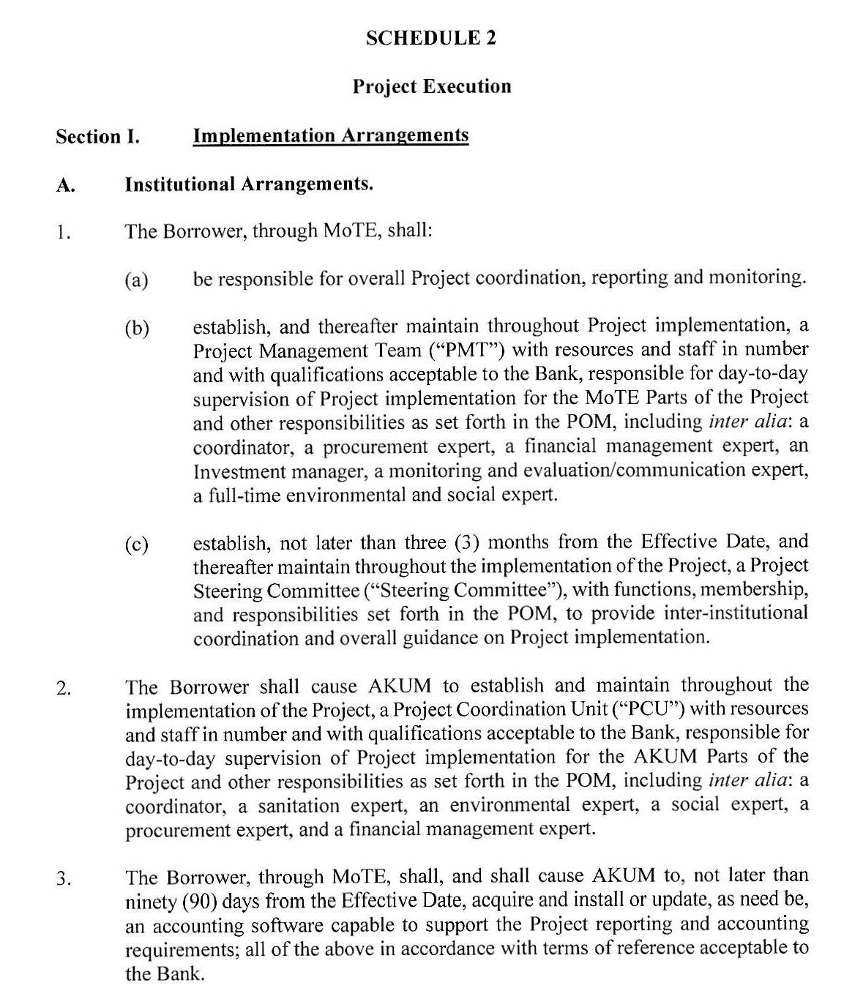 SCHEDULE 2
Project Execution
Section I. Implementation Arrangements
A. Institutional Arrangements.
1. The Borrower, through MoTE, shall:
(a) be responsible for overall Project coordination, reporting and monitoring.
(b) establish, and thereafter maintain throughout Project implementation, a
Project Management Team (“PMT”) with resources and staff in number
and with qualifications acceptable to the Bank, responsible for day-to-day
supervision of Project implementation for the MoTE Parts of the Project
and other responsibilities as set forth in the POM, including inter alia: a
coordinator, a procurement expert, a financial management expert, an
Investment manager, a monitoring and evaluation/communication expert,
a full-time environmental and social expert.
(c) establish, not later than three (3) months from the Effective Date, and
thereafter maintain throughout the implementation of the Project, a Project
Steering Committee (“Steering Committee”), with functions, membership,
and responsibilities set forth in the POM, to provide inter-institutional
coordination and overall guidance on Project implementation.
2. The Borrower shall cause AKUM to establish and maintain throughout the
implementation of the Project, a Project Coordination Unit (“PCU”) with resources
and staff in number and with qualifications acceptable to the Bank, responsible for
day-to-day supervision of Project implementation for the AKUM Parts of the
Project and other responsibilities as set forth in the POM, including inter alia: a
coordinator, a sanitation expert, an environmental expert, a social expert, a
procurement expert, and a financial management expert.
3. The Borrower, through MoTE, shall, and shall cause AKUM to, not later than
ninety (90) days from the Effective Date, acquire and install or update, as need be,
an accounting software capable to support the Project reporting and accounting
requirements; all of the above in accordance with terms of reference acceptable to
the Bank.